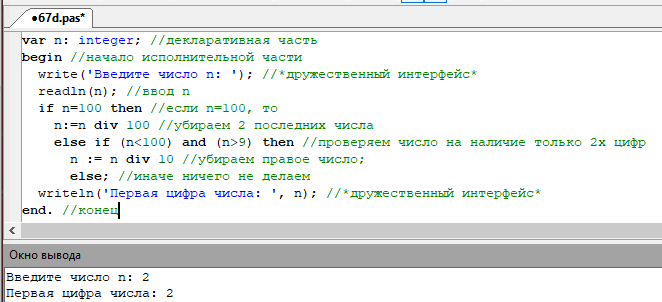 ●67d.pas*
var n: integer; //декларативная часть
begin //начало исполнительной части
write('Введите число n: '); //*дружественный интерфейс*
readln(n); //ввод n
if n=100 then //если n=100, то
n:=n div 100 //убираем 2 последних числа
else if (n<100) and (n>9) then //проверяем число на наличие только 2х цифр
n := n div 10 //убираем правое число;
else; //иначе ничего не делаем
writeln('Первая цифра числа: ', n); //*дружественный интерфейс*
end. //конец
Окно вывода
Введите число n: 2
Первая цифра числа: 2